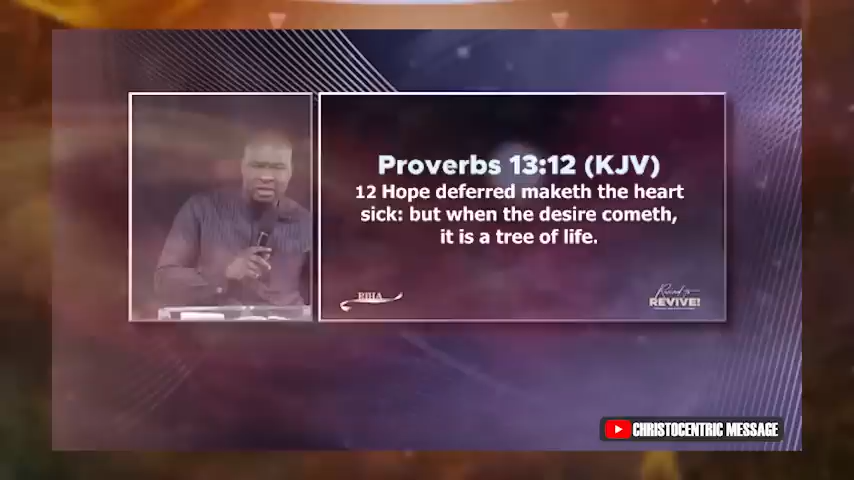 Proverbs 13:12 (KJV)
12 Hope deferred maketh the heart
sick: but when the desire cometh,
it is a tree of life.
REVIVE!
CHRISTOCENTRIC MESSAGE